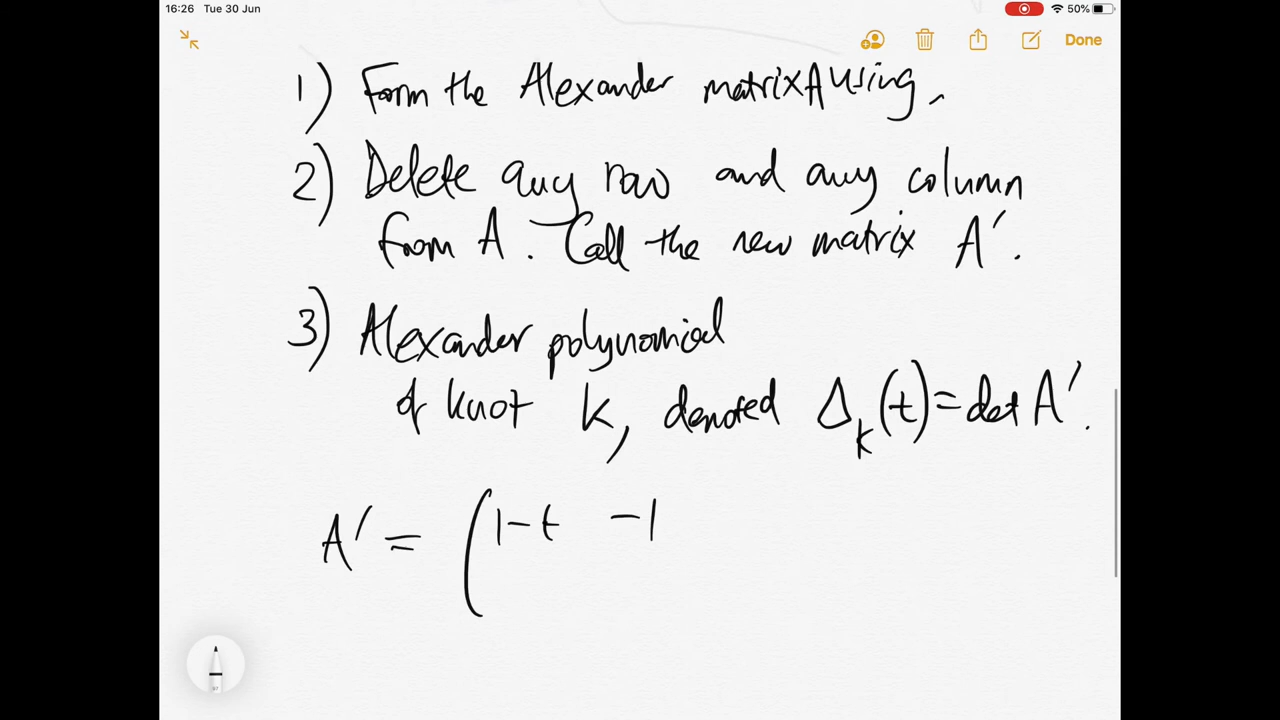 16:26 Tue 30 Jun 50%
Done
1) Form the Alexander matrix A using
2) Delete any row and any column
from A. Call the new matrix A′.
3) Alexander polynomial
of knot K, denoted Δ_K(t) = det A′.
A′ = ( 1-t -1